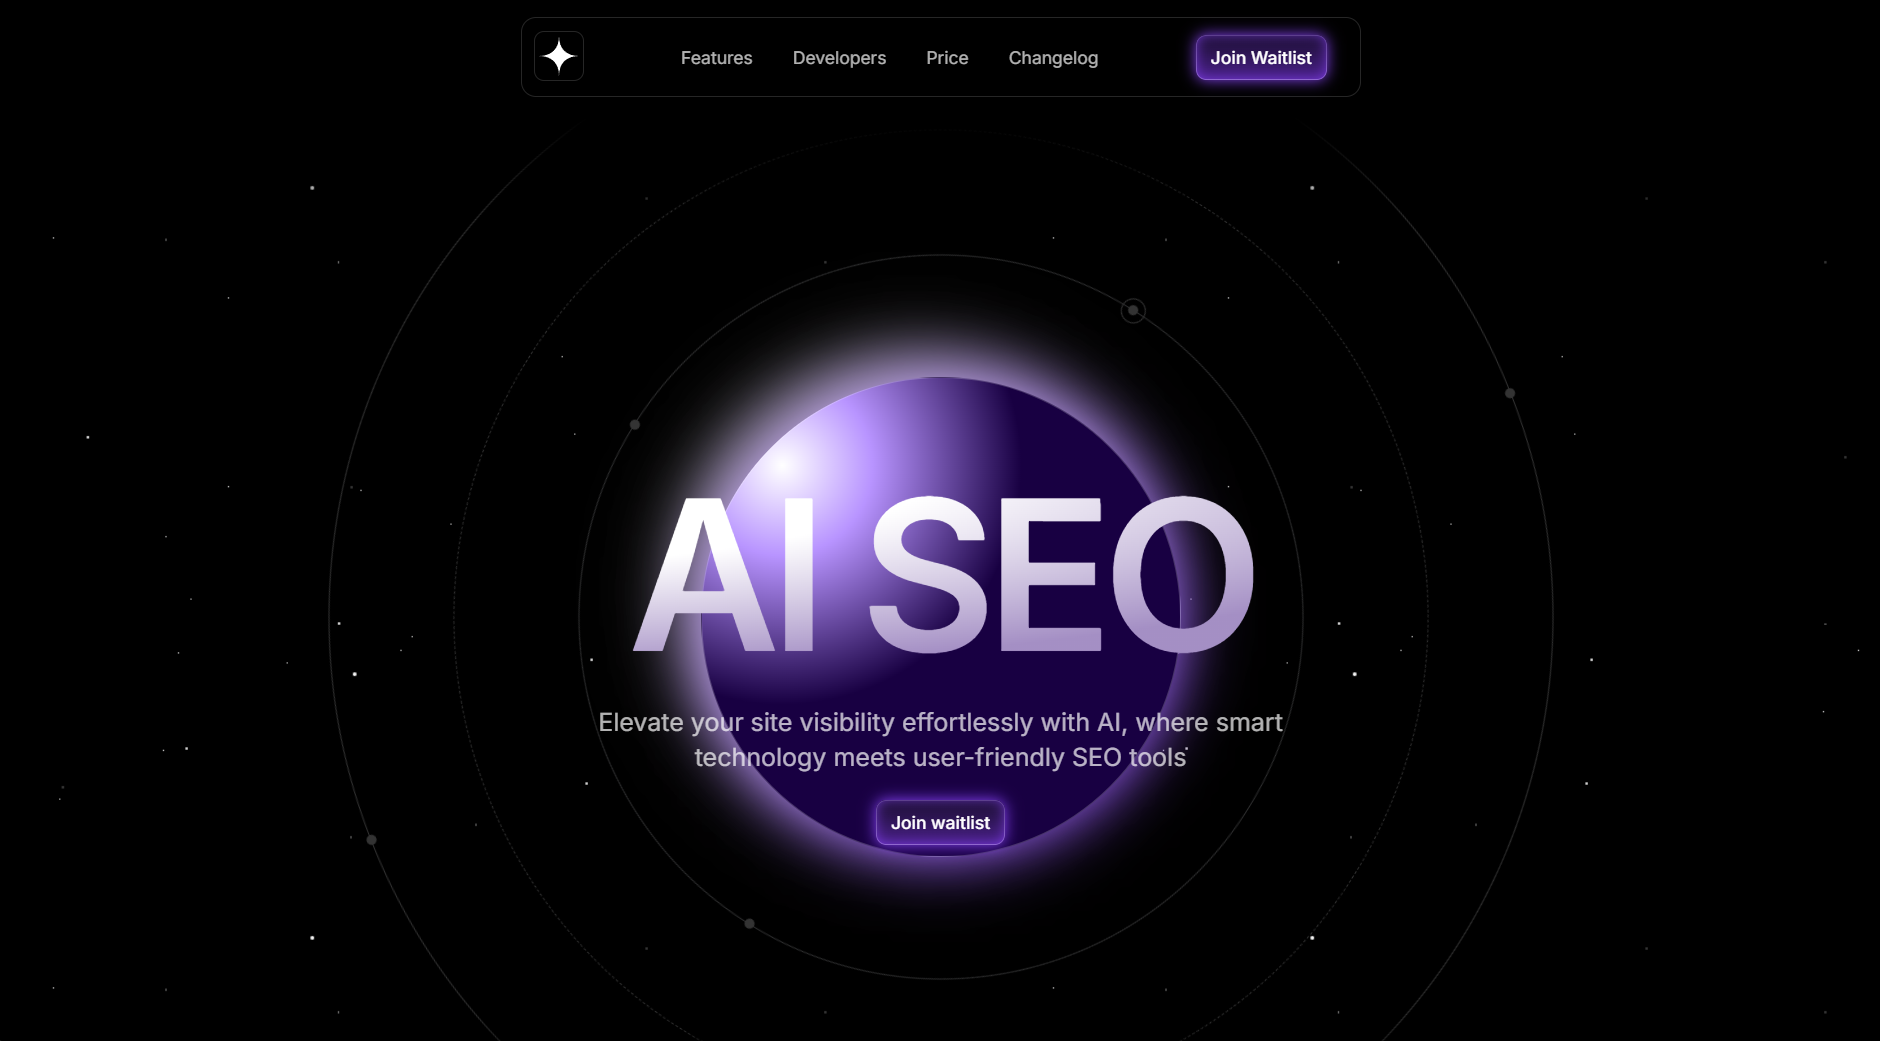 Features
Developers
Price
Changelog
Join Waitlist
AI SEO
Elevate your site visibility effortlessly with AI, where smart
technology meets user-friendly SEO tools
Join waitlist